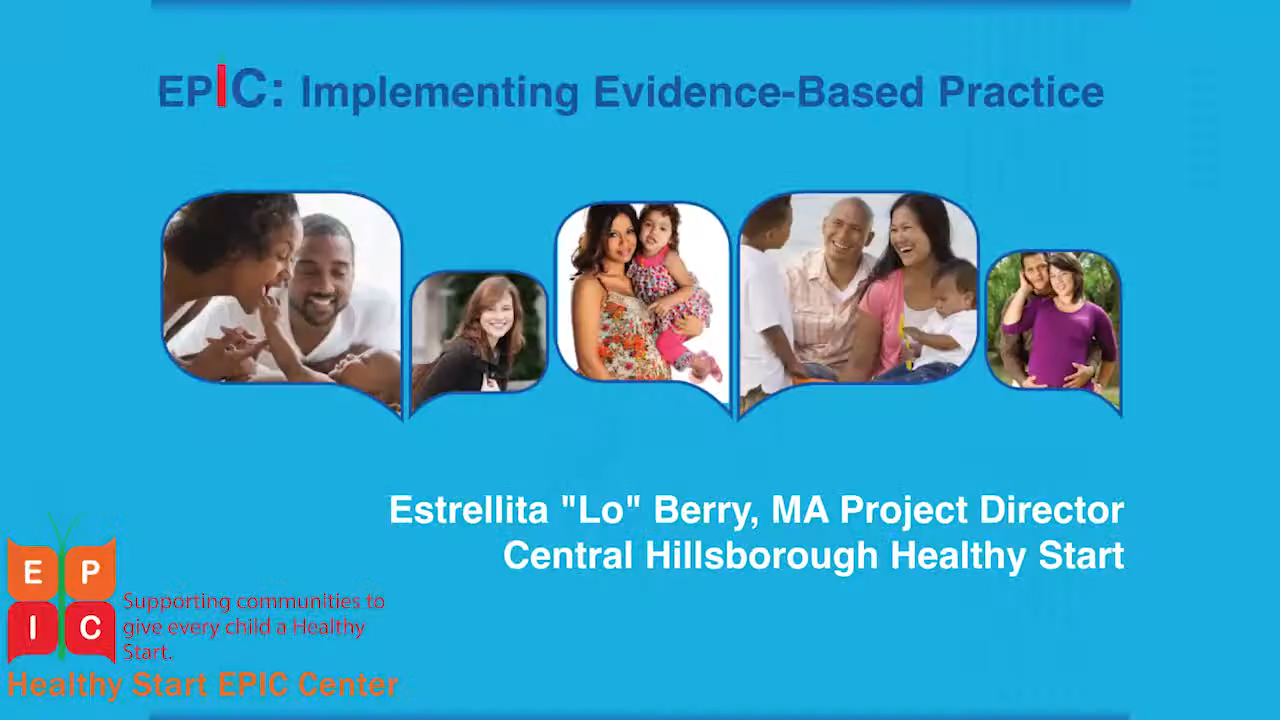 EPIC: Implementing Evidence-Based Practice
Estrellita "Lo" Berry, MA Project Director
Central Hillsborough Healthy Start
E P
I C
Supporting communities to
give every child a Healthy
Start.
Healthy Start EPIC Center